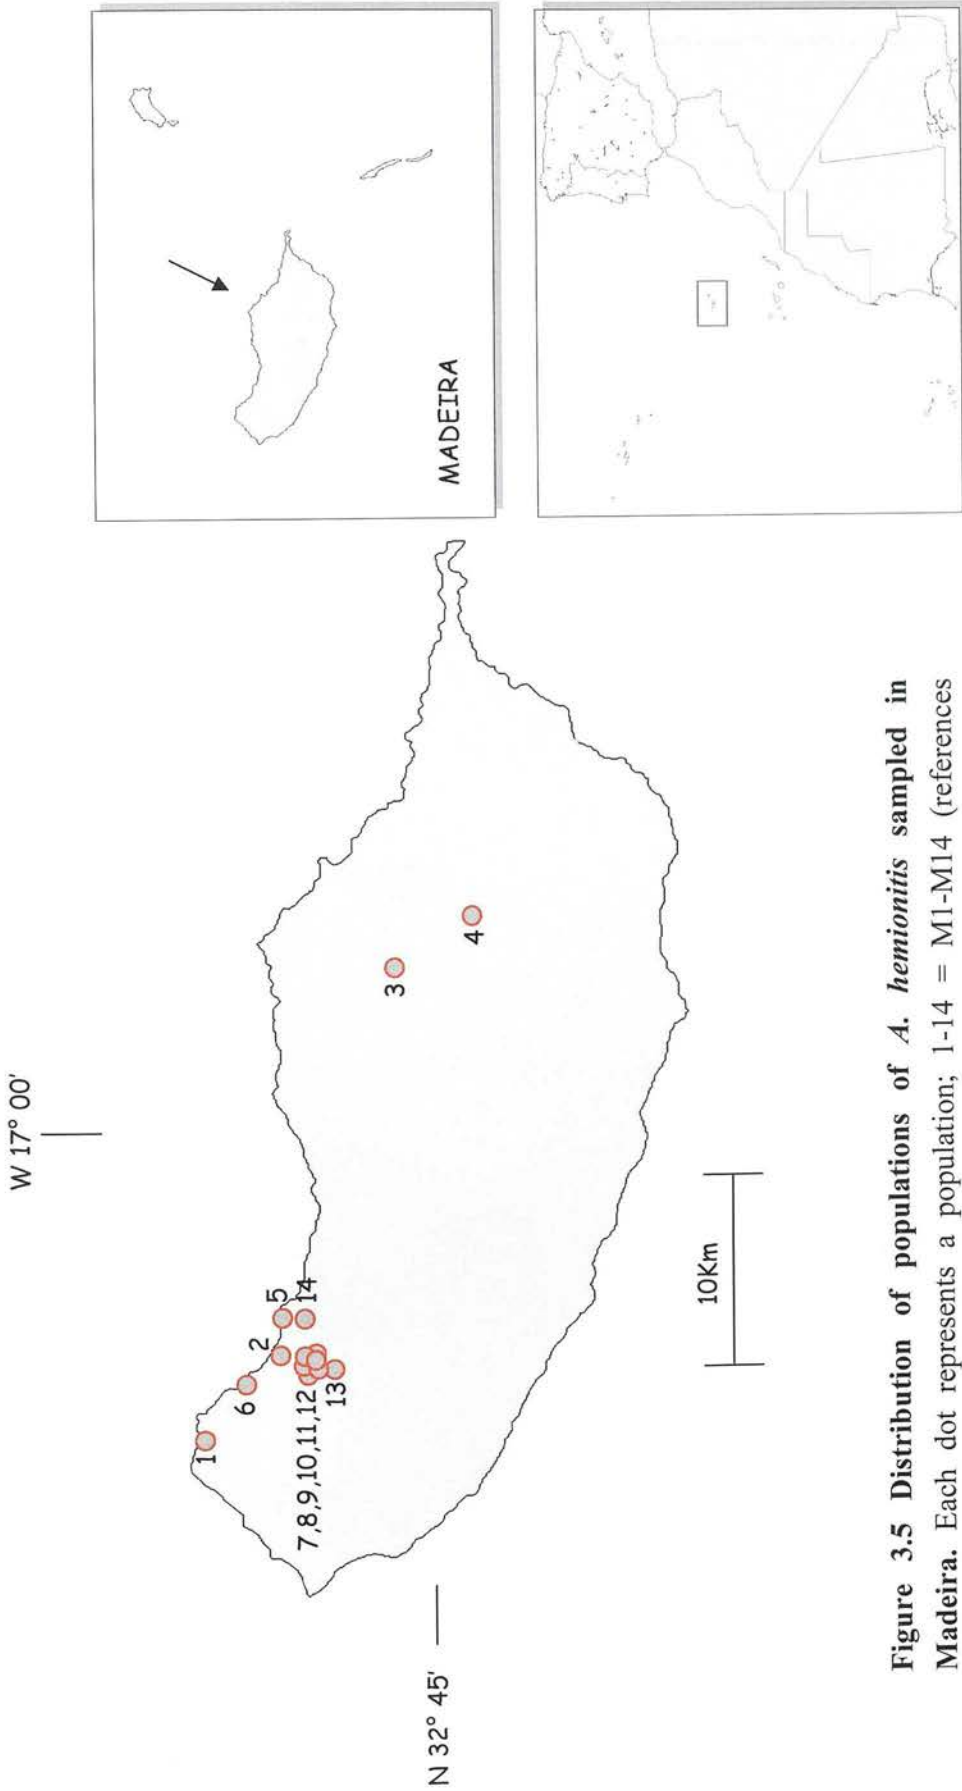 W 17° 00'
N 32° 45'
1
6
2
5
14
7,8,9,10,11,12
13
3
4
10Km
MADEIRA
Figure 3.5 Distribution of populations of A. hemionitis sampled in
Madeira. Each dot represents a population; 1-14 = M1-M14 (references